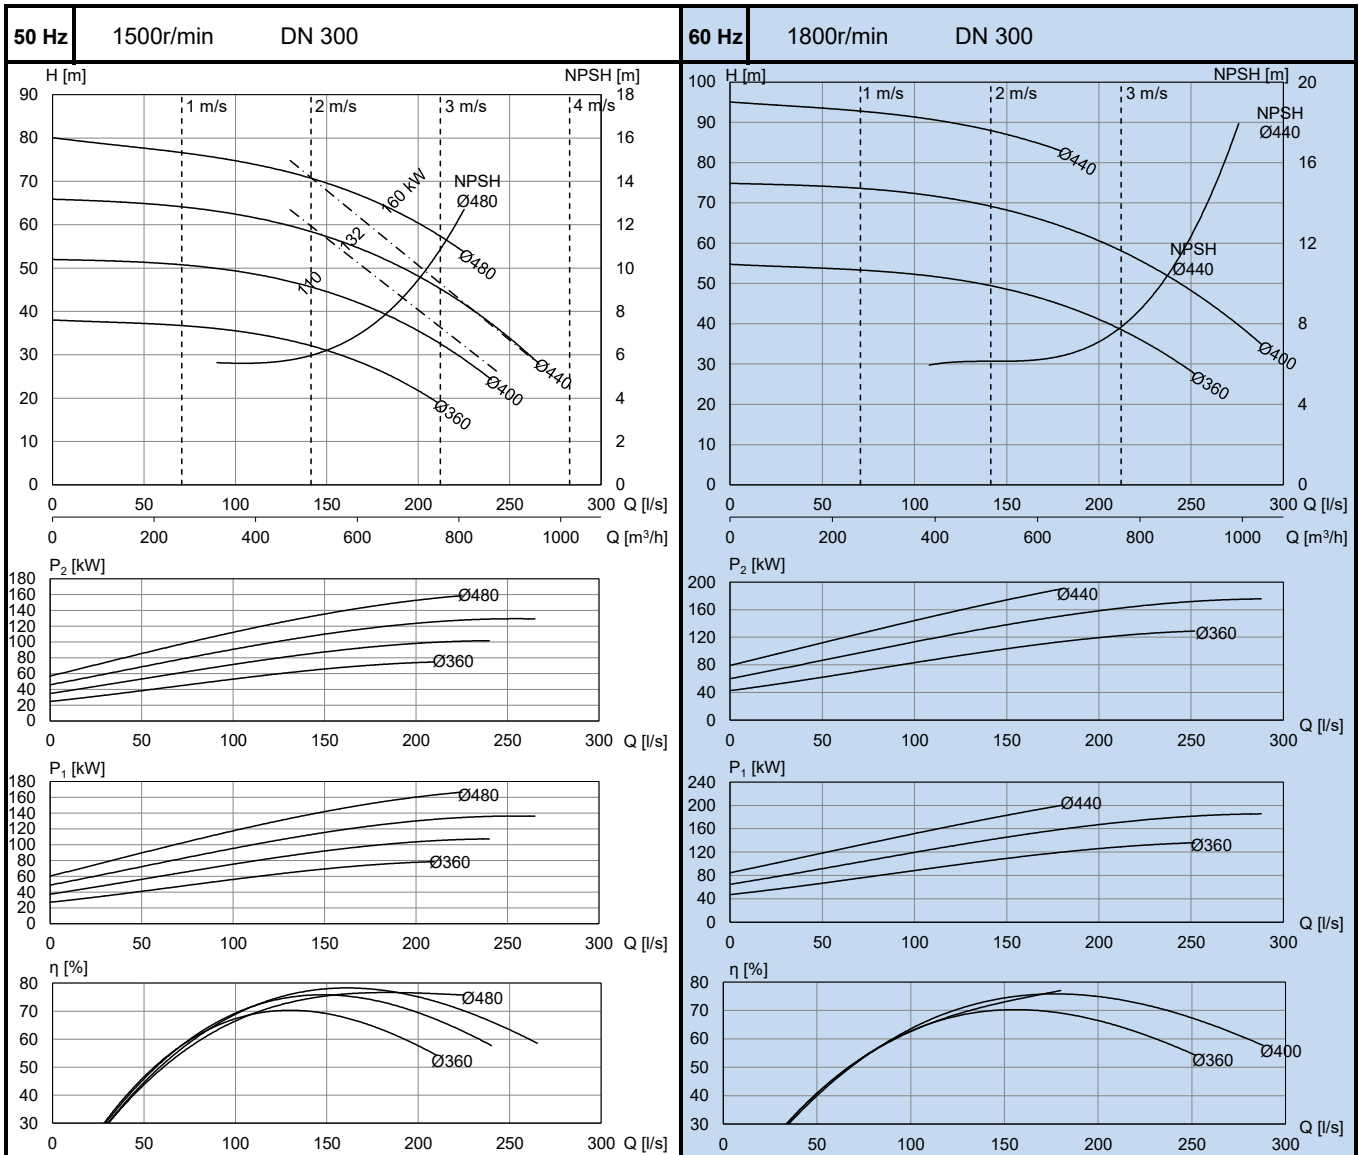 50 Hz 1500r/min DN 300
H [m] NPSH [m]
90 1 m/s 2 m/s 3 m/s 4 m/s 18
80 16
70 160 kW NPSH 14
Ø480
60 132 12
50 110 Ø480 10
40 8
30 Ø440 6
20 Ø400 Ø360 4
10 2
0 0
0 50 100 150 200 250 300 Q [l/s]
0 200 400 600 800 1000 Q [m³/h]
P₂ [kW]
180
160 Ø480
140
120
100
80 Ø360
60
40
20
0
0 50 100 150 200 250 300 Q [l/s]
P₁ [kW]
180
160 Ø480
140
120
100
80 Ø360
60
40
20
0
0 50 100 150 200 250 300 Q [l/s]
η [%]
80 Ø480
70
60
50 Ø360
40
30
0 50 100 150 200 250 300 Q [l/s]
60 Hz 1800r/min DN 300
H [m] NPSH [m]
100 1 m/s 2 m/s 3 m/s 20
90 NPSH
Ø440
80 Ø440 16
70
60 NPSH 12
50 Ø440
40 8
30 Ø400
Ø360
20 4
10
0 0
0 50 100 150 200 250 300 Q [l/s]
0 200 400 600 800 1000 Q [m³/h]
P₂ [kW]
200 Ø440
160
120 Ø360
80
40
0
0 50 100 150 200 250 300 Q [l/s]
P₁ [kW]
240
200 Ø440
160
120 Ø360
80
40
0
0 50 100 150 200 250 300 Q [l/s]
η [%]
80
70
60 Ø400
50 Ø360
40
30
0 50 100 150 200 250 300 Q [l/s]